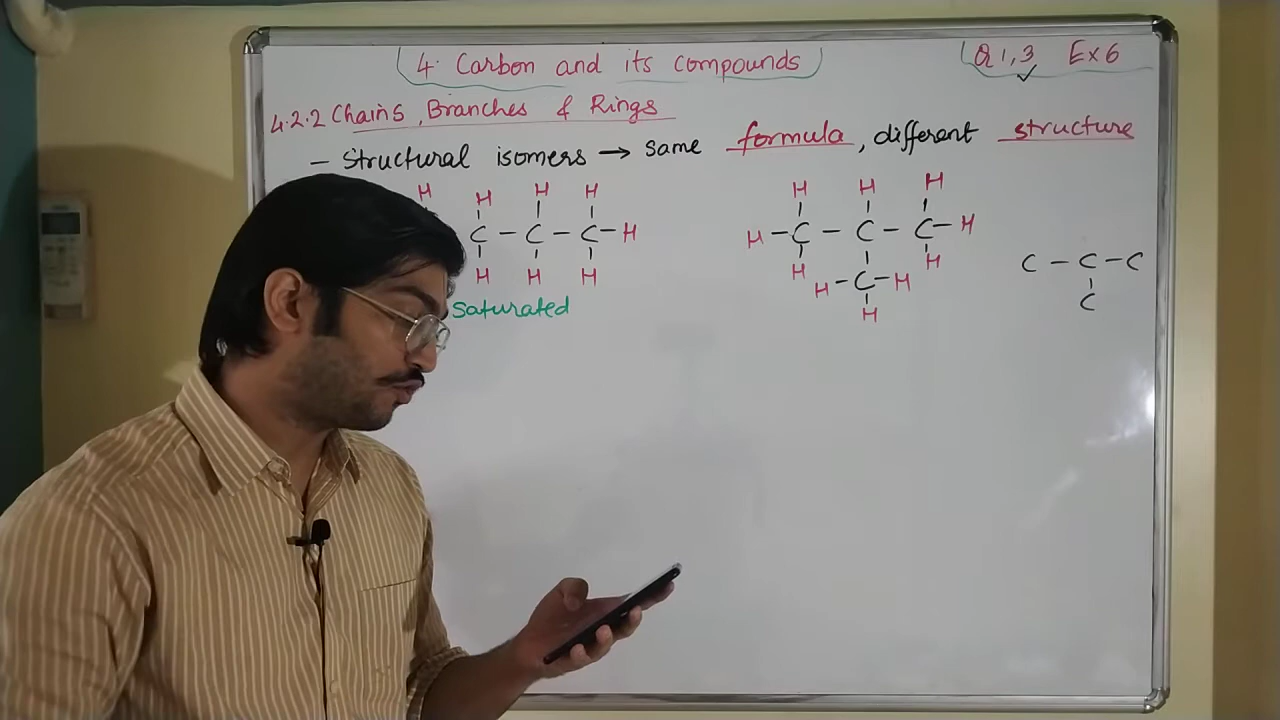 4. Carbon and its compounds
Q 1, 3, Ex 6
4.2.2 Chains, Branches & Rings
- Structural isomers → same formula, different structure
H H H H
C - C - C - H
H H H
Saturated
H H H
H - C - C - C - H
H H
H - C - H
H
C - C - C
C